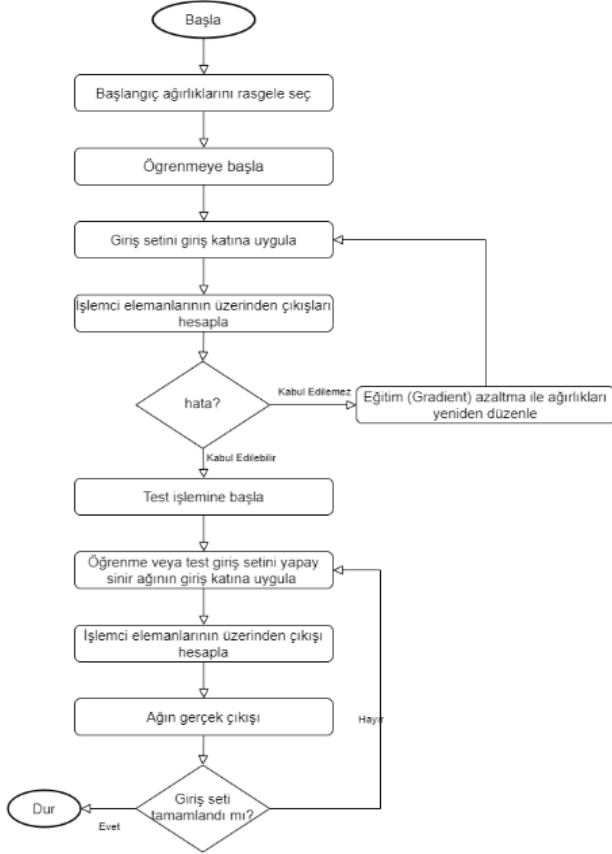 Başla
Başlangıç ağırlıklarını rasgele seç
Ögrenmeye başla
Giriş setini giriş katına uygula
İşlemci elemanlarının üzerinden çıkışları
hesapla
hata?
Kabul Edilemez
Eğitim (Gradient) azaltma ile ağırlıkları
yeniden düzenle
Kabul Edilebilir
Test işlemine başla
Öğrenme veya test giriş setini yapay
sinir ağının giriş katına uygula
İşlemci elemanlarının üzerinden çıkışı
hesapla
Ağın gerçek çıkışı
Hayır
Giriş seti
tamamlandı mı?
Evet
Dur